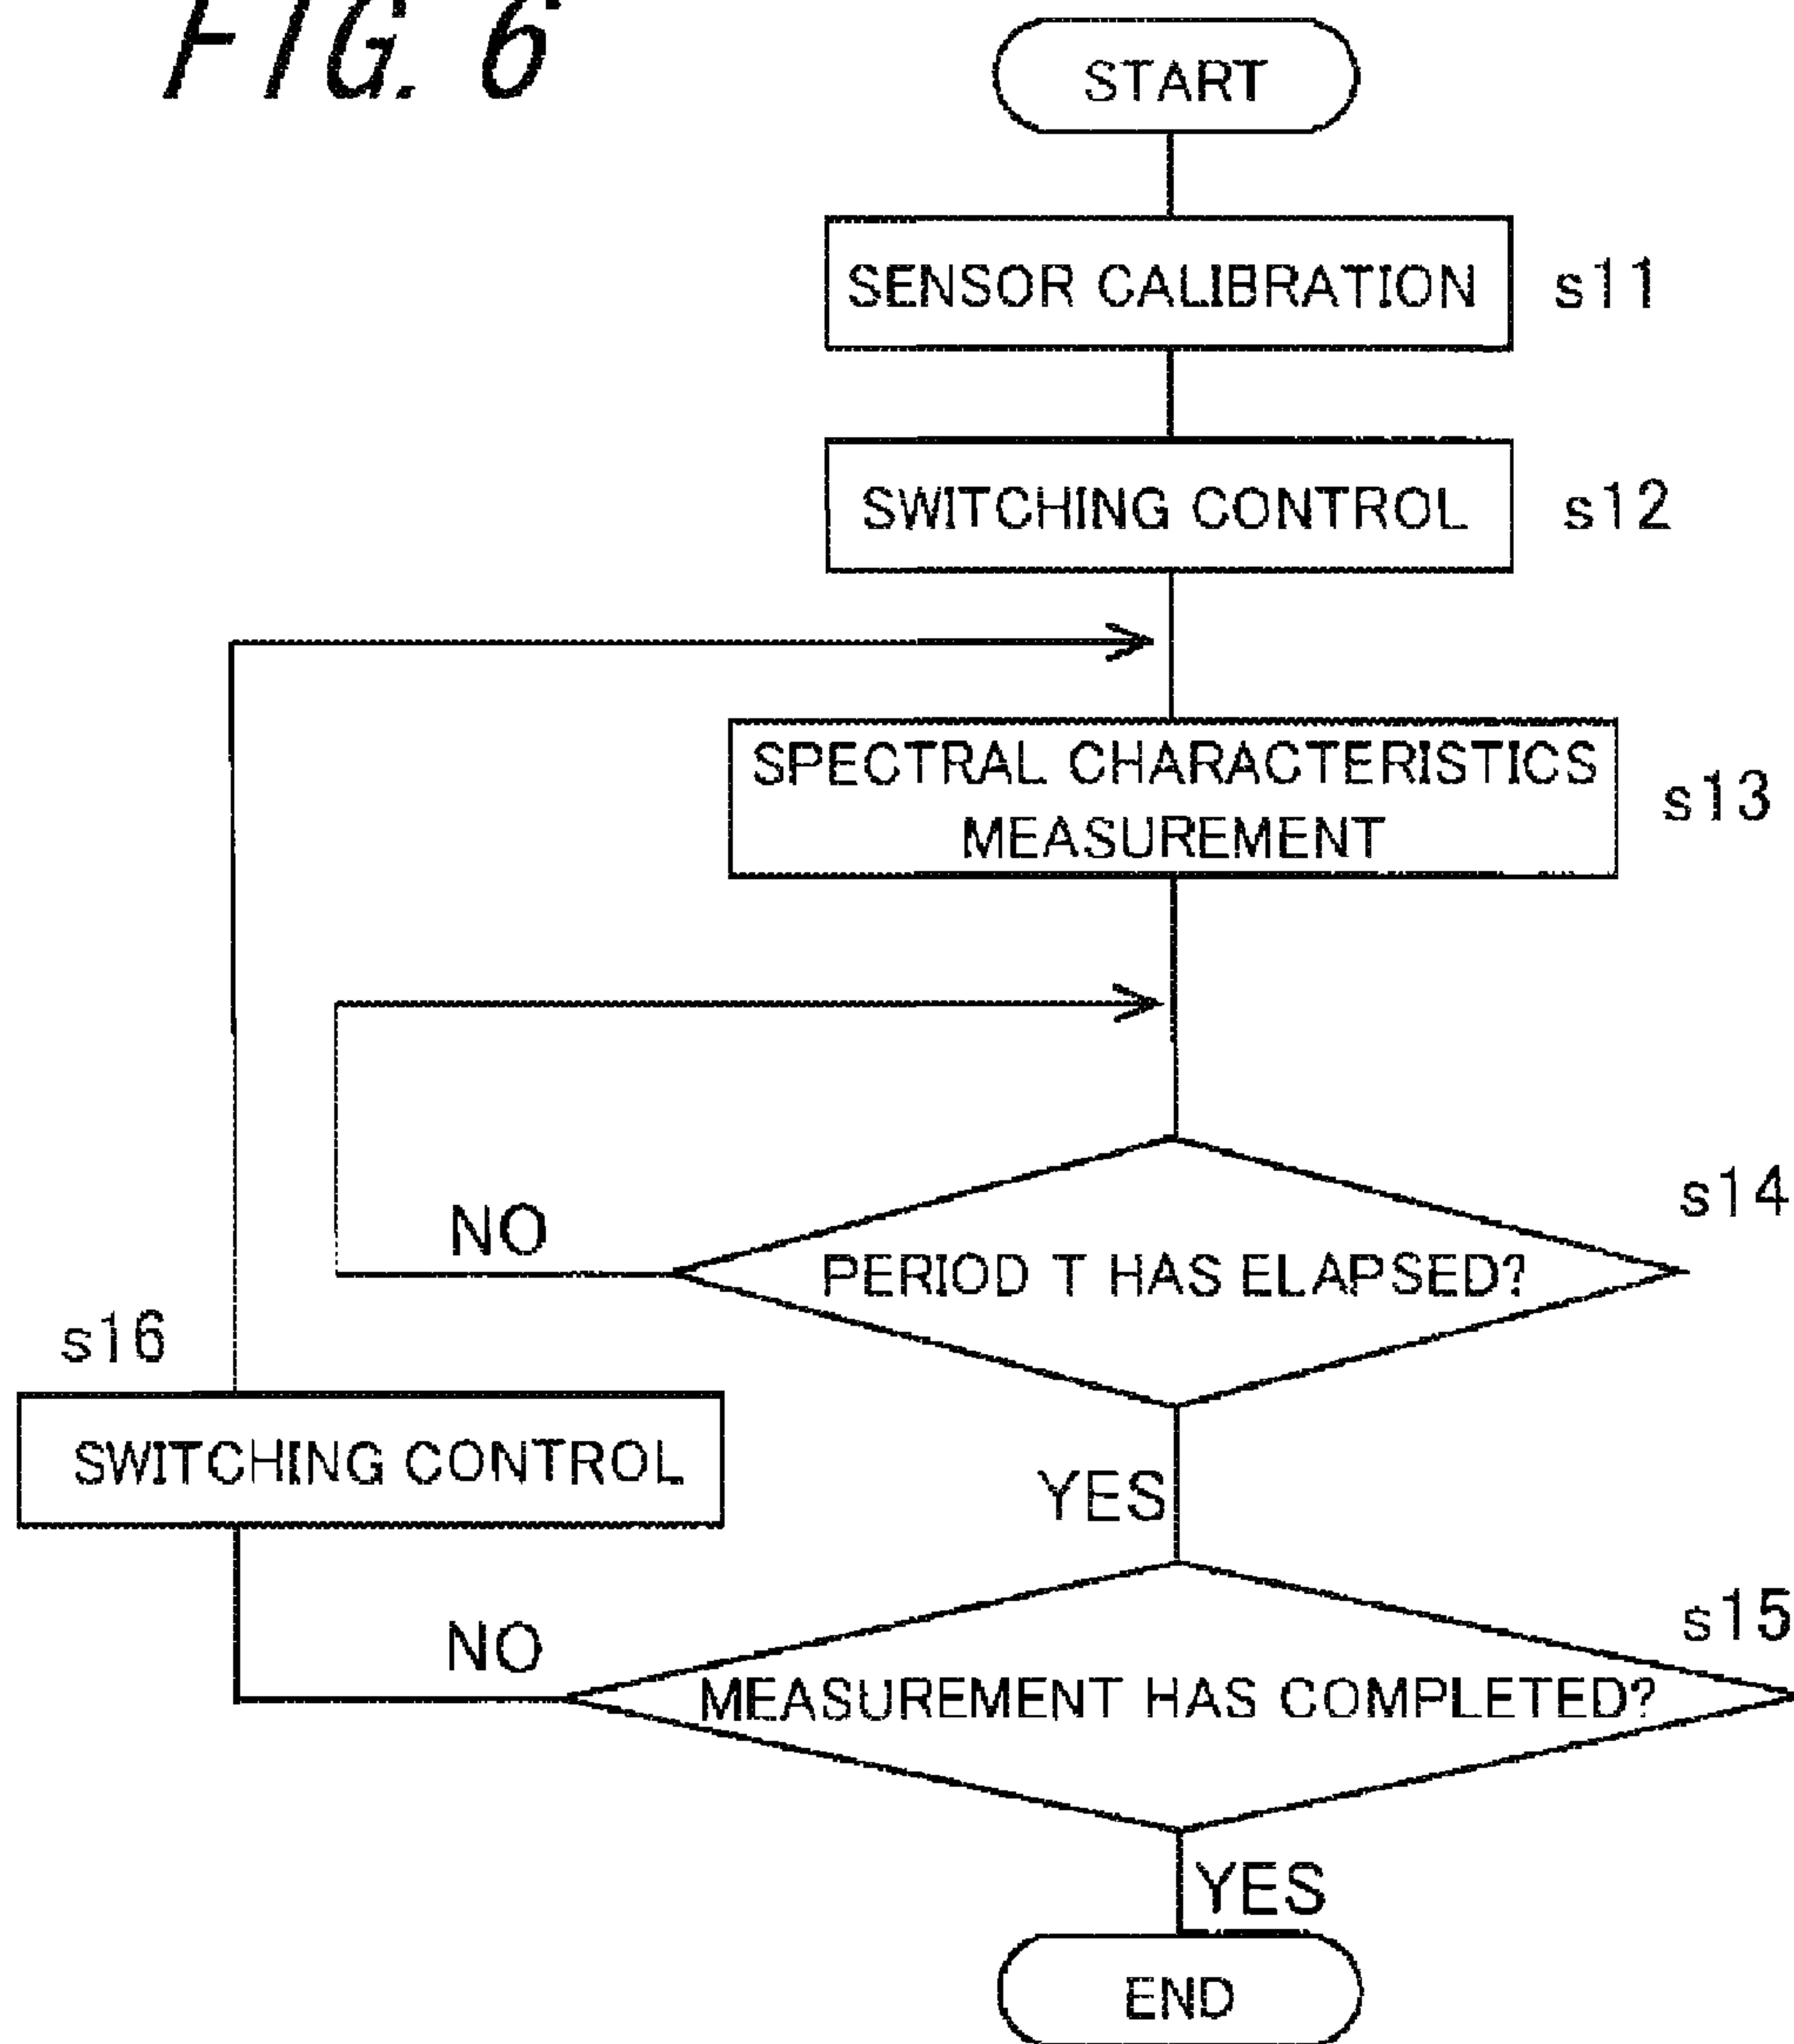 FIG. 6
START
SENSOR CALIBRATION
s11
SWITCHING CONTROL
s12
SPECTRAL CHARACTERISTICS
MEASUREMENT
s13
s14
NO
PERIOD T HAS ELAPSED?
s16
SWITCHING CONTROL
YES
s15
NO
MEASUREMENT HAS COMPLETED?
YES
END